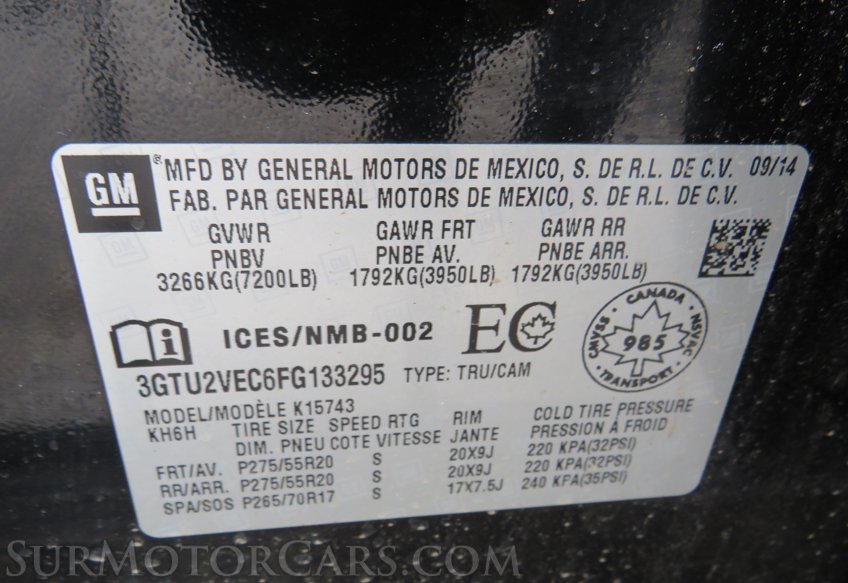 GM
® MFD BY GENERAL MOTORS DE MEXICO, S. DE R.L. DE C.V. 09/14
FAB. PAR GENERAL MOTORS DE MEXICO, S. DE R.L. DE C.V.
GVWR GAWR FRT GAWR RR
PNBV PNBE AV. PNBE ARR.
3266KG(7200LB) 1792KG(3950LB) 1792KG(3950LB)
i ICES/NMB-002 EC
CANADA
CMVSS 985 NSVAC
TRANSPORT
3GTU2VEC6FG133295 TYPE: TRU/CAM
MODEL/MODÈLE K15743
KH6H TIRE SIZE SPEED RTG RIM COLD TIRE PRESSURE
DIM. PNEU COTE VITESSE JANTE PRESSION À FROID
FRT/AV. P275/55R20 S 20X9J 220 KPA(32PSI)
RR/ARR. P275/55R20 S 20X9J 220 KPA(32PSI)
SPA/SOS P265/70R17 S 17X7.5J 240 KPA(35PSI)
SURMOTORCARS.COM